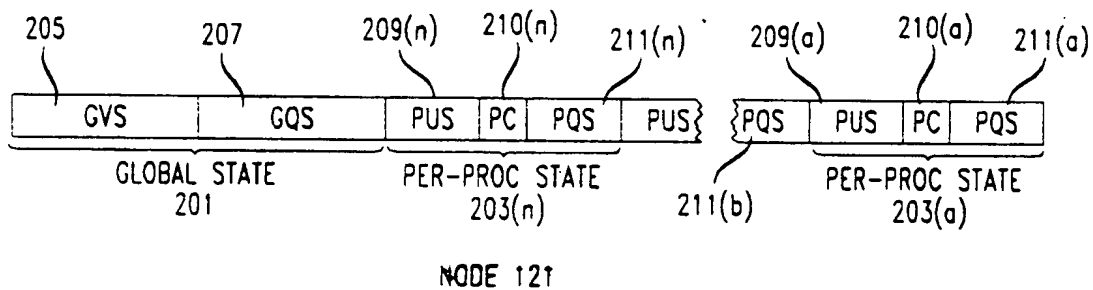 205 207 209(n) 210(n) 211(n) 209(a) 210(a) 211(a)
GVS GQS PUS PC PQS PUS PQS PUS PC PQS
GLOBAL STATE PER-PROC STATE PER-PROC STATE
201 203(n) 211(b) 203(a)
NODE 121